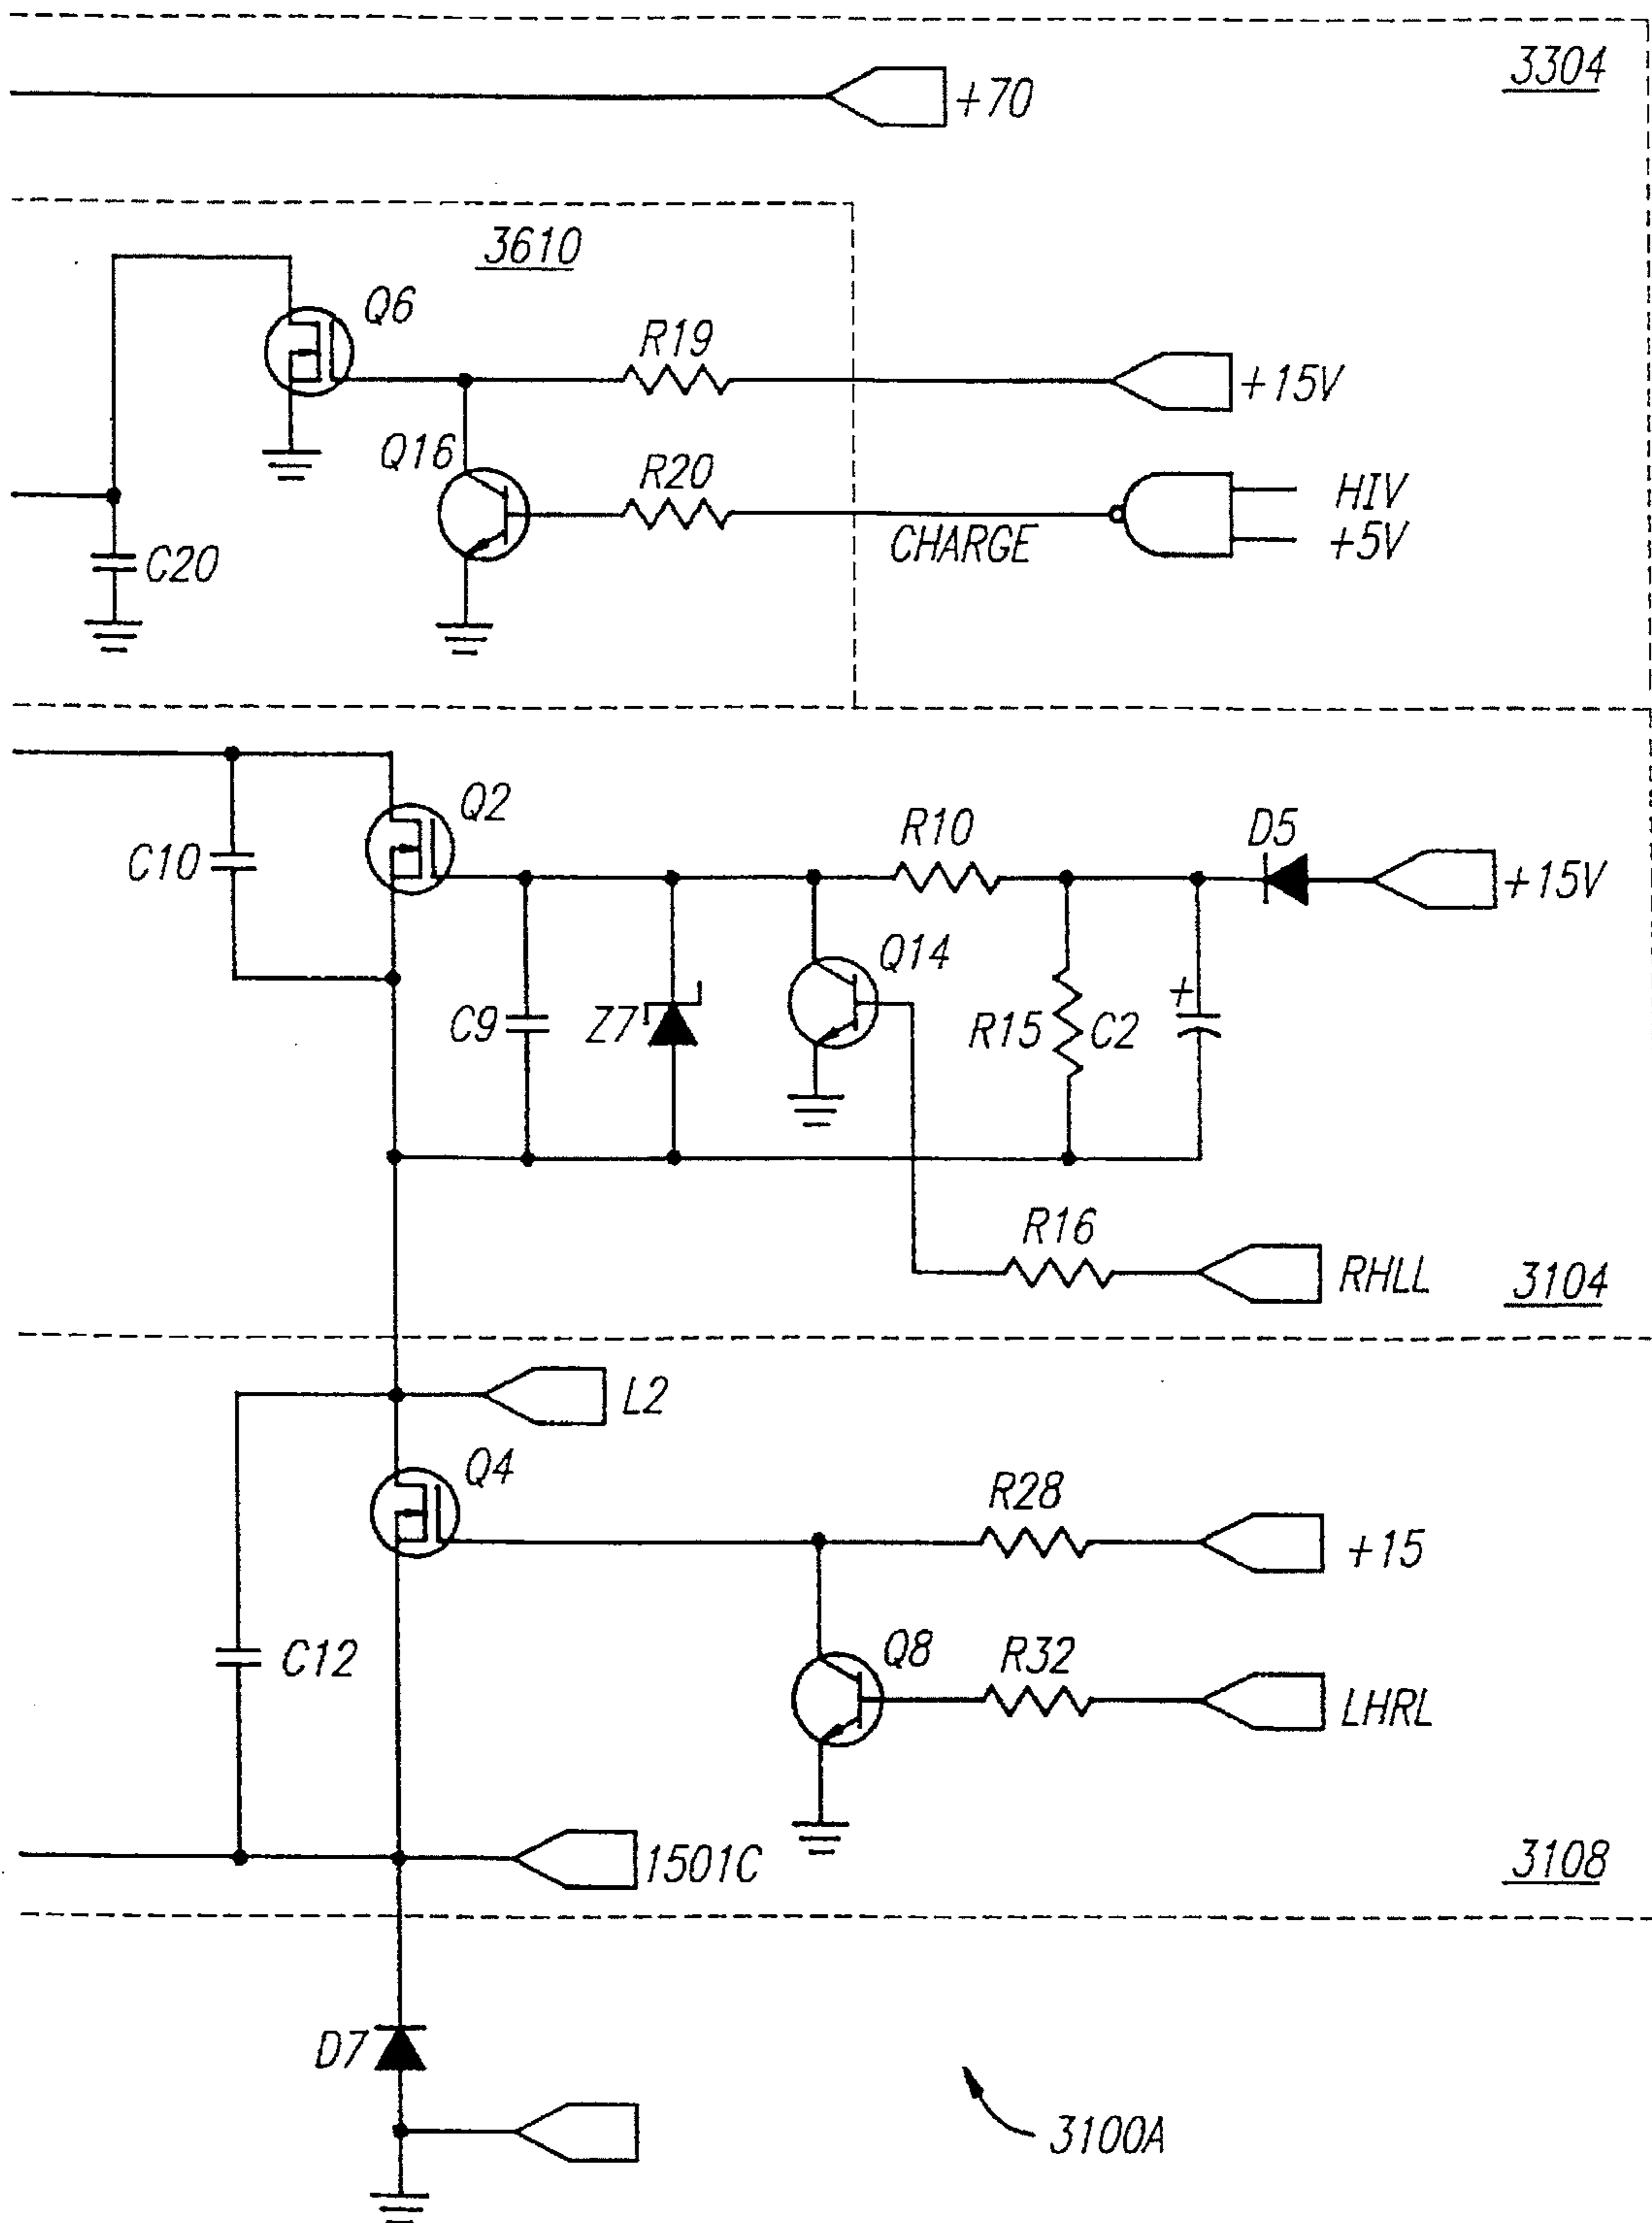 3304
+70
3610
Q6
R19
+15V
Q16
R20
HIV
CHARGE
+5V
C20
Q2
R10
D5
C10
+15V
Q14
C9
Z7
R15
C2
+
R16
RHLL
3104
L2
Q4
R28
+15
C12
Q8
R32
LHRL
1501C
3108
D7
3100A